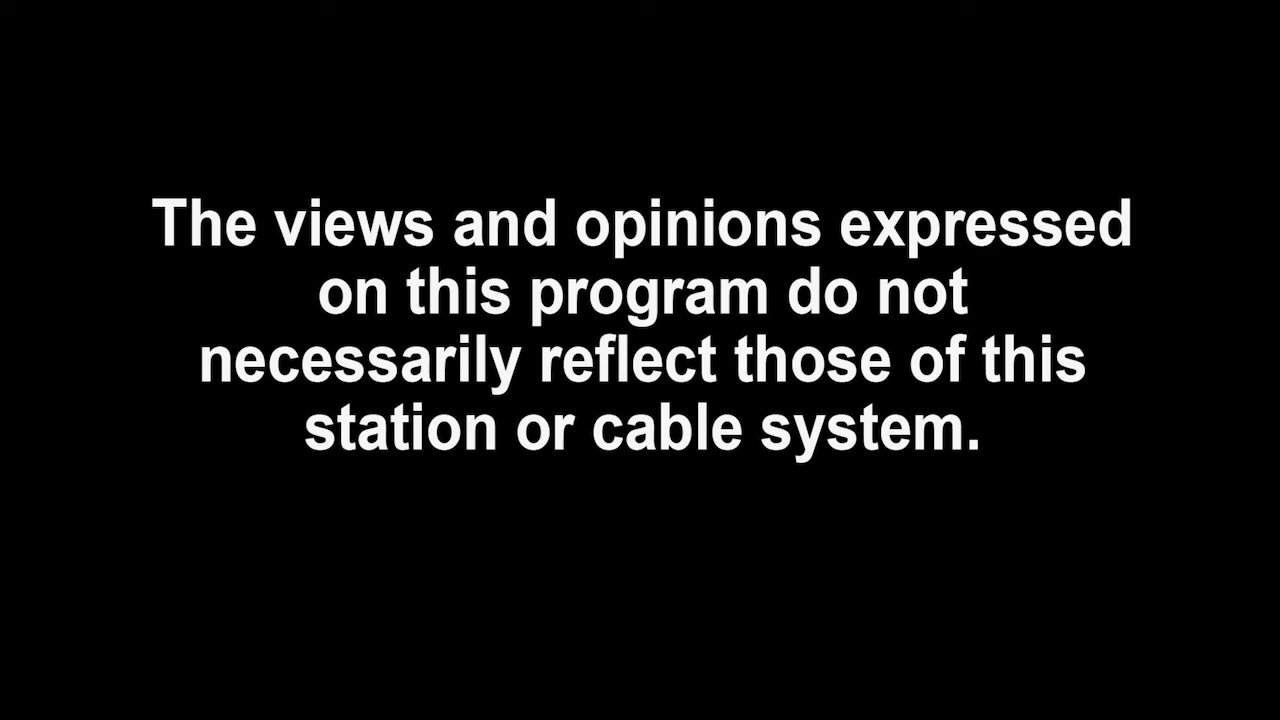 The views and opinions expressed
on this program do not
necessarily reflect those of this
station or cable system.